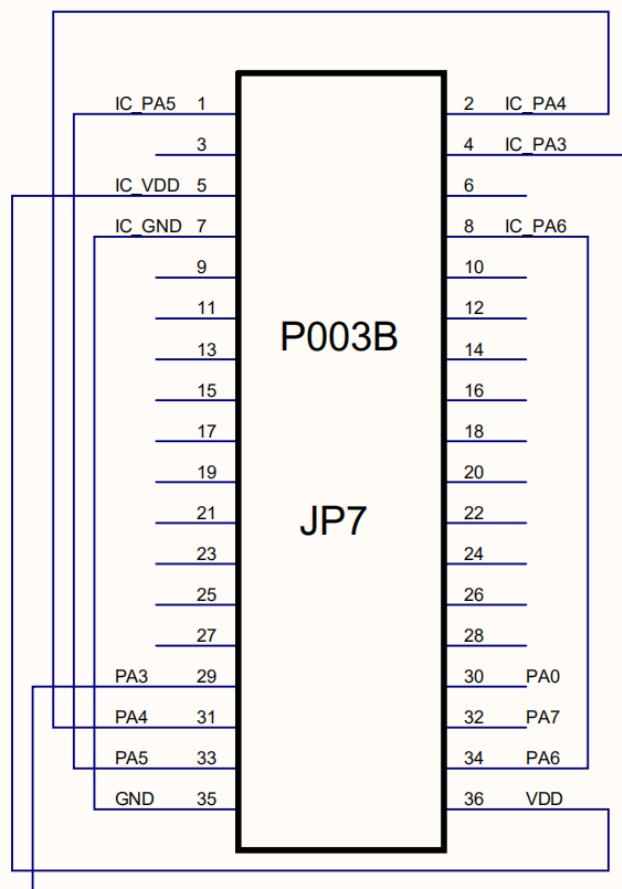 IC_PA5 1 2 IC_PA4
3 4 IC_PA3
IC_VDD 5 6
IC_GND 7 8 IC_PA6
9 10
11 12
P003B
13 14
15 16
17 18
19 20
21 22
JP7
23 24
25 26
27 28
PA3 29 30 PA0
PA4 31 32 PA7
PA5 33 34 PA6
GND 35 36 VDD